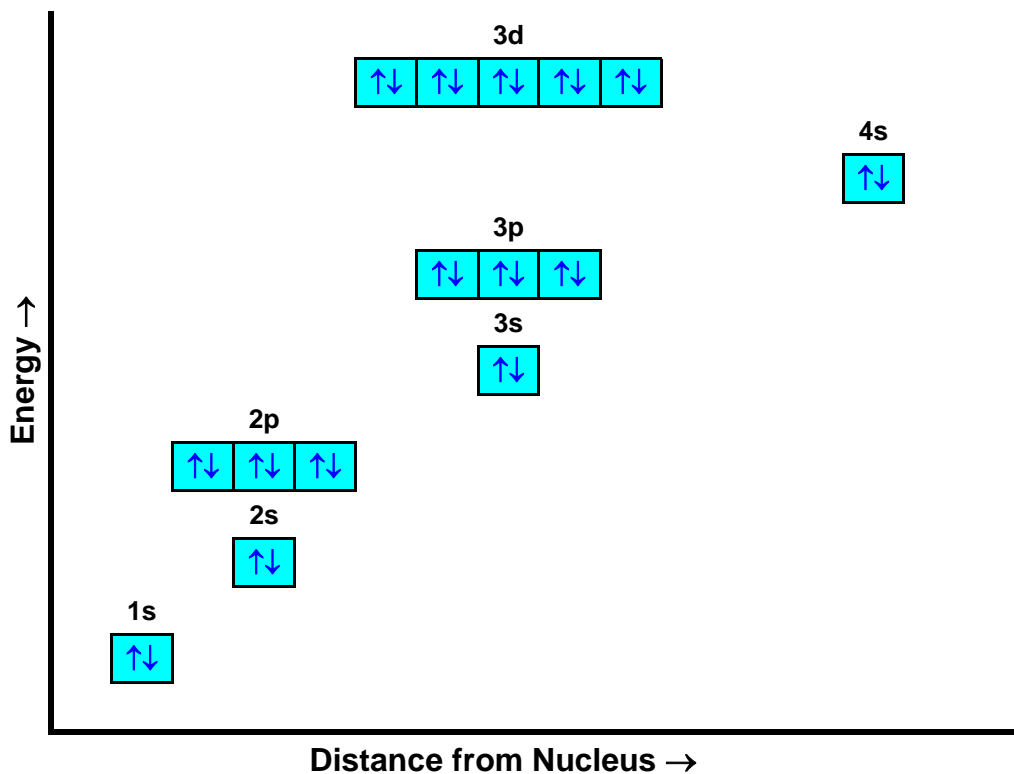 3d
↑↓ ↑↓ ↑↓ ↑↓ ↑↓
4s
↑↓
3p
↑↓ ↑↓ ↑↓
3s
↑↓
2p
↑↓ ↑↓ ↑↓
2s
↑↓
1s
↑↓
Energy →
Distance from Nucleus →